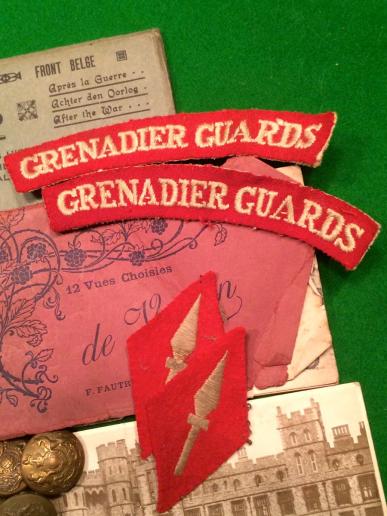 FRONT BELGE
Après la Guerre
Achter den Oorlog
After the War
GRENADIER GUARDS
GRENADIER GUARDS
12 Vues Choisies
de
F. FAUTR